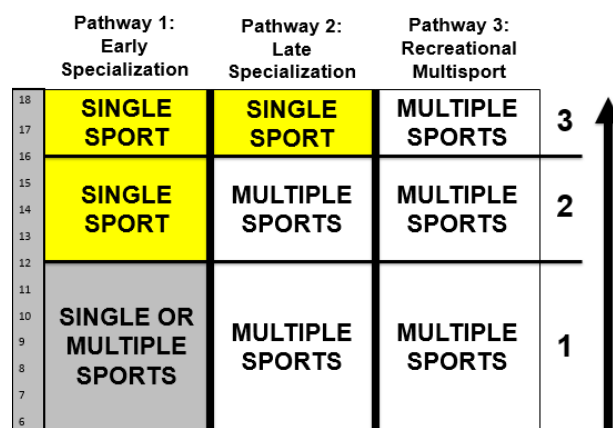 Pathway 1:
Early
Specialization
Pathway 2:
Late
Specialization
Pathway 3:
Recreational
Multisport
18
17
16
15
14
13
12
11
10
9
8
7
6
SINGLE
SPORT
SINGLE
SPORT
MULTIPLE
SPORTS
3
SINGLE
SPORT
MULTIPLE
SPORTS
MULTIPLE
SPORTS
2
SINGLE OR
MULTIPLE
SPORTS
MULTIPLE
SPORTS
MULTIPLE
SPORTS
1